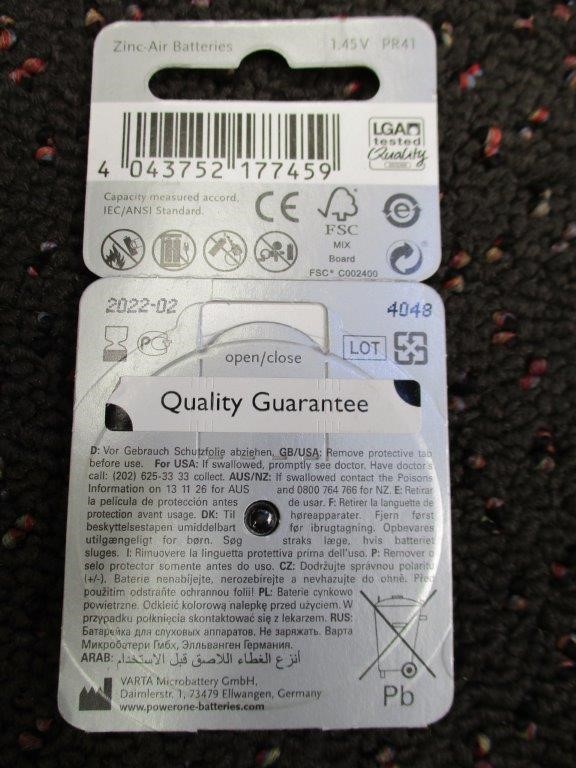 Zinc-Air Batteries 1.45 V PR41
LGA
tested
Quality
4 043752 177459
Capacity measured accord.
IEC/ANSI Standard.
CE
FSC
MIX
Board
FSC® C002400
2022-02 4048
open/close LOT
Quality Guarantee
D: Vor Gebrauch Schutzfolie abziehen. GB/USA: Remove protective tab
before use. For USA: If swallowed, promptly see doctor. Have doctor's
call: (202) 625-33 33 collect. AUS/NZ: If swallowed contact the Poisons
Information on 13 11 26 for AUS and 0800 764 766 for NZ. E: Retirar
la película de protección antes de usar. F: Retirer la languette de
protection avant usage. DK: Til høreapparater. Fjern først
beskyttelsestapen umiddelbart før ibrugtagning. Opbevares
utilgængeligt for børn. Søg straks læge, hvis batteriet
sluges. I: Rimuovere la linguetta protettiva prima dell'uso. P: Remover o
selo protector somente antes do uso. CZ: Dodržujte správnou polaritu
(+/-). Baterie nenabíjejte, nerozebírejte a nevhazujte do ohně. Před
použitim odstraňte ochrannou folii! PL: Baterie cynkowo
powietrzne. Odkleić kolorową nalepkę przed użyciem. W
przypadku połknięcia skontaktować się z lekarzem. RUS:
Батарейка для слуховых аппаратов. Не заряжать. Варта
Микробатери Гмбх, Элльванген Германия.
ARAB: أنزع الغطاء اللاصق قبل الاستخدام
VARTA Microbattery GmbH,
Daimlerstr. 1, 73479 Ellwangen, Germany
www.powerone-batteries.com
Pb